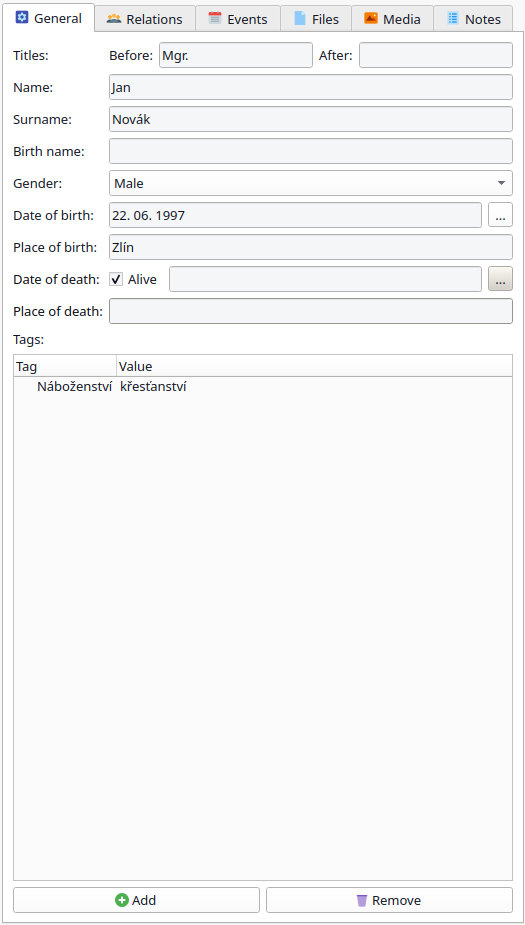 General Relations Events Files Media Notes
Titles: Before: Mgr. After:
Name: Jan
Surname: Novák
Birth name:
Gender: Male
Date of birth: 22. 06. 1997 ...
Place of birth: Zlín
Date of death: Alive ...
Place of death:
Tags:
Tag Value
Náboženství křesťanství
Add Remove